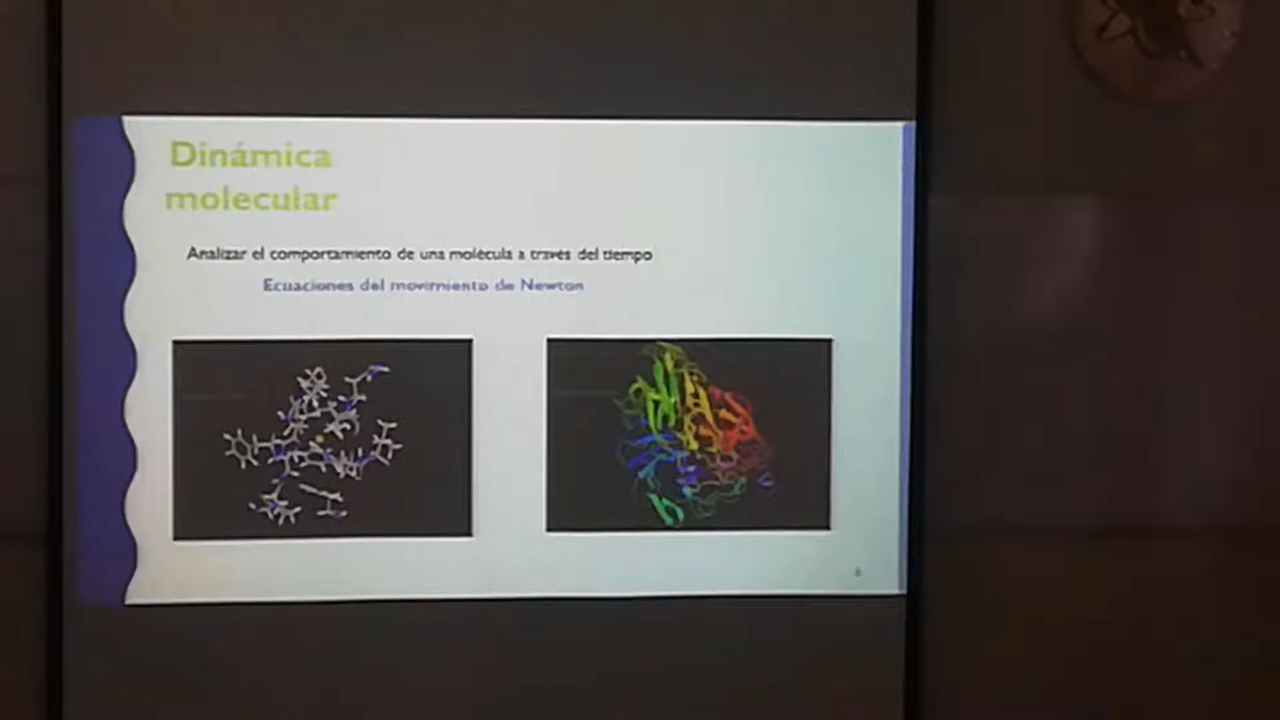 Dinámica
molecular
Analizar el comportamiento de una molécula a través del tiempo
Ecuaciones del movimiento de Newton